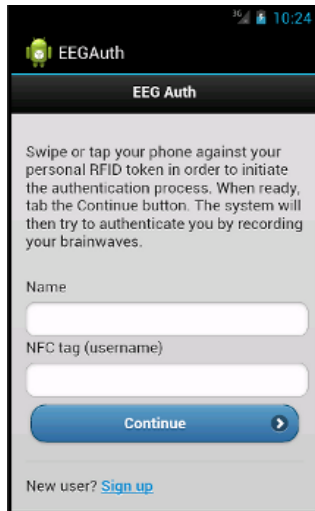 3G 10:24
EEGAuth
EEG Auth
Swipe or tap your phone against your
personal RFID token in order to initiate
the authentication process. When ready,
tab the Continue button. The system will
then try to authenticate you by recording
your brainwaves.
Name
NFC tag (username)
Continue
New user? Sign up